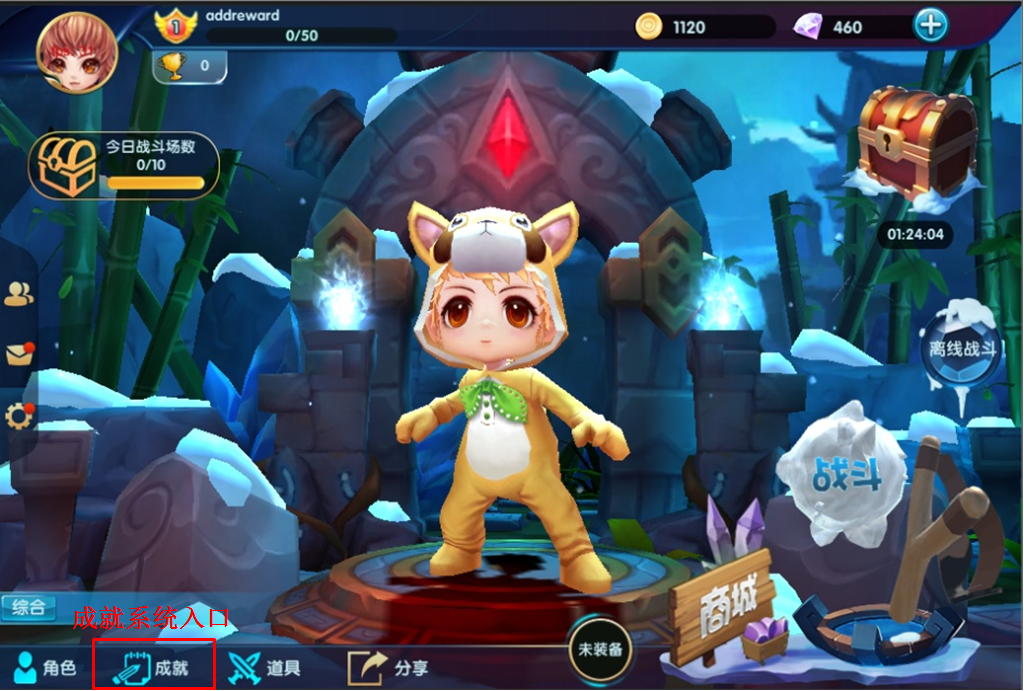 addreward
1
0/50
1120
460
0
今日战斗场数
0/10
01:24:04
离线战斗
战斗
商城
综合
成就系统入口
角色
成就
道具
分享
未装备